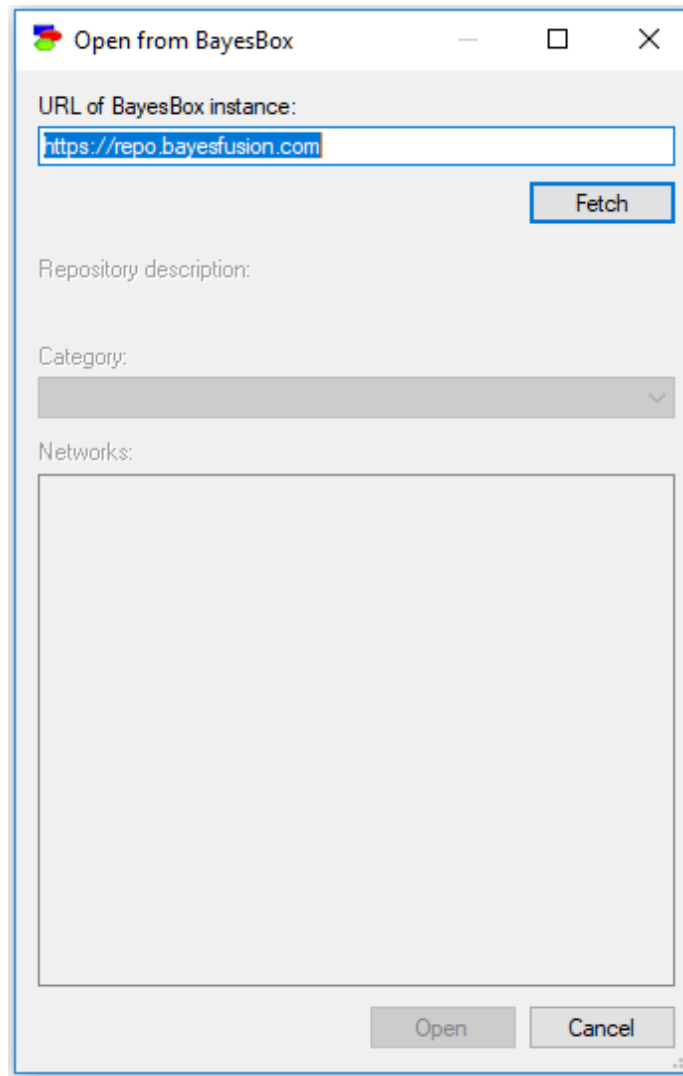 Open from BayesBox
URL of BayesBox instance:
https://repo.bayesfusion.com
Fetch
Repository description:
Category:
Networks:
Open
Cancel